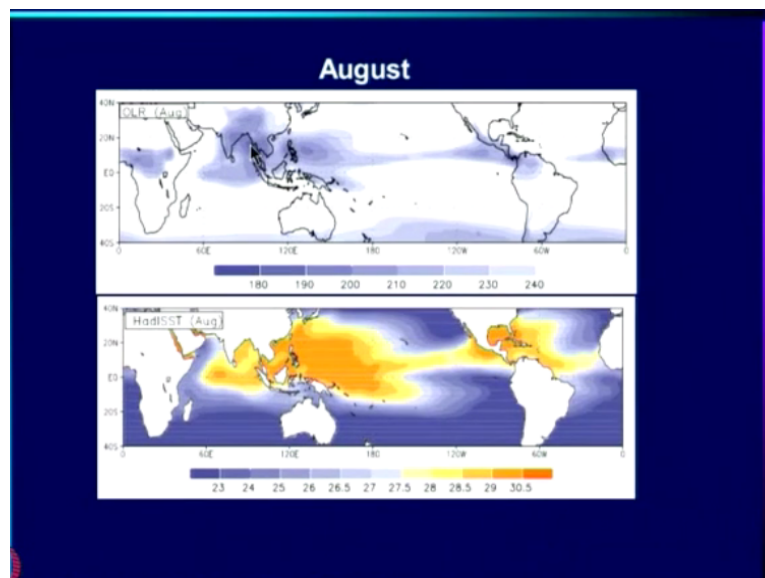 August
OLR (Aug)
40N
20N
EQ
20S
40S
0 60E 120E 180 120W 60W 0
180 190 200 210 220 230 240
HadISST (Aug)
40N
20N
EQ
20S
40S
0 60E 120E 180 120W 60W 0
23 24 25 26 26.5 27 27.5 28 28.5 29 30.5